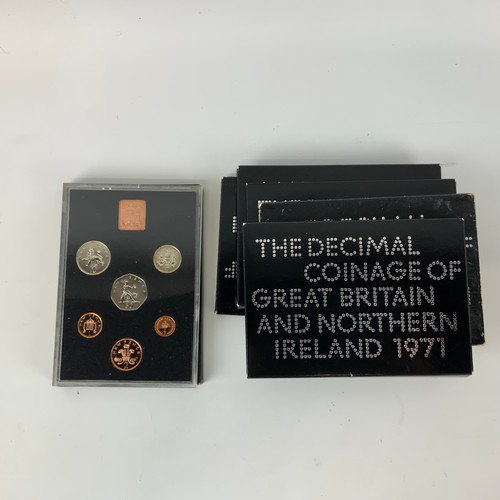 THE DECIMAL
COINAGE OF
GREAT BRITAIN
AND NORTHERN
IRELAND 1971